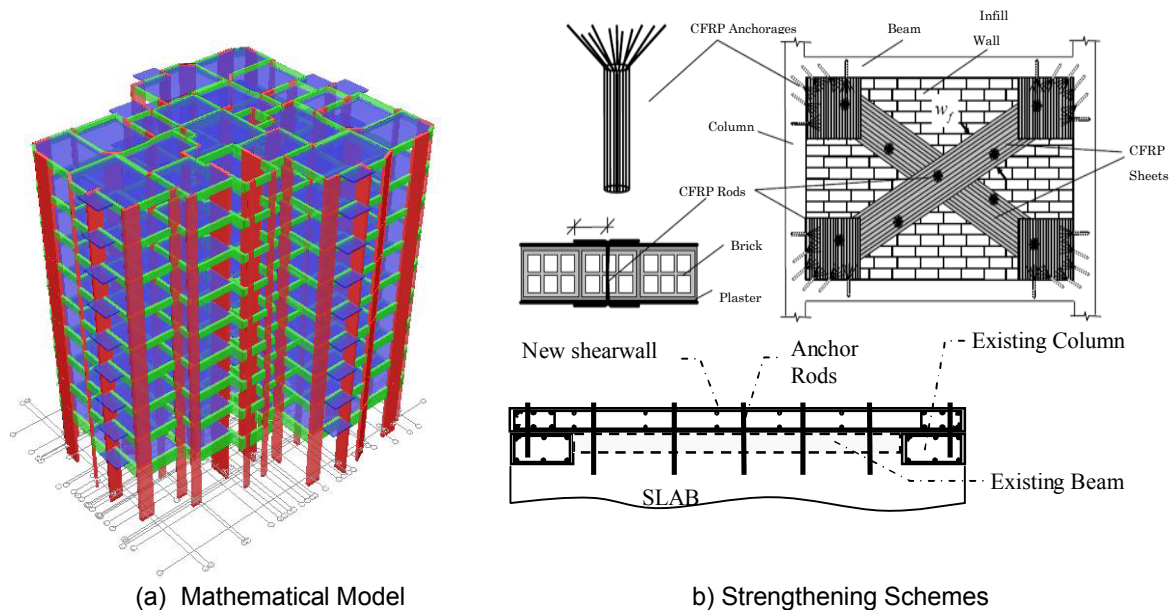 CFRP Anchorages
Beam
Infill
Wall
Column
w_f
CFRP
Sheets
CFRP Rods
Brick
Plaster
New shearwall
Anchor
Rods
Existing Column
Existing Beam
SLAB
(a) Mathematical Model
b) Strengthening Schemes